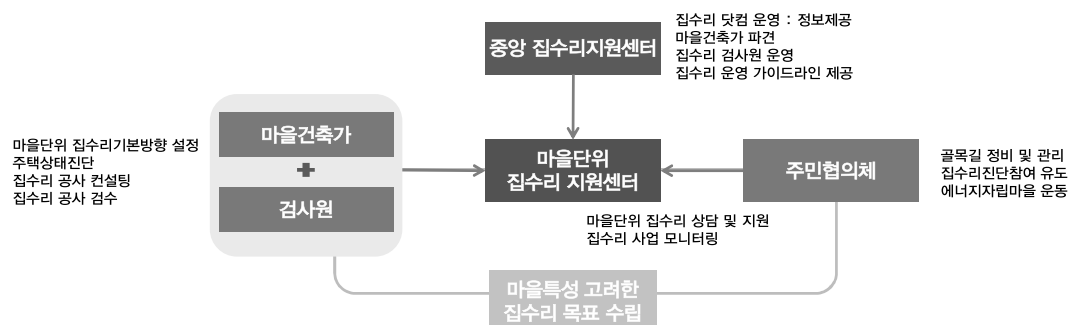 중앙 집수리지원센터
집수리 닷컴 운영 : 정보제공
마을건축가 파견
집수리 검사원 운영
집수리 운영 가이드라인 제공
마을단위 집수리기본방향 설정
주택상태진단
집수리 공사 컨설팅
집수리 공사 검수
마을건축가
+
검사원
마을단위
집수리 지원센터
마을단위 집수리 상담 및 지원
집수리 사업 모니터링
주민협의체
골목길 정비 및 관리
집수리진단참여 유도
에너지자립마을 운동
마을특성 고려한
집수리 목표 수립